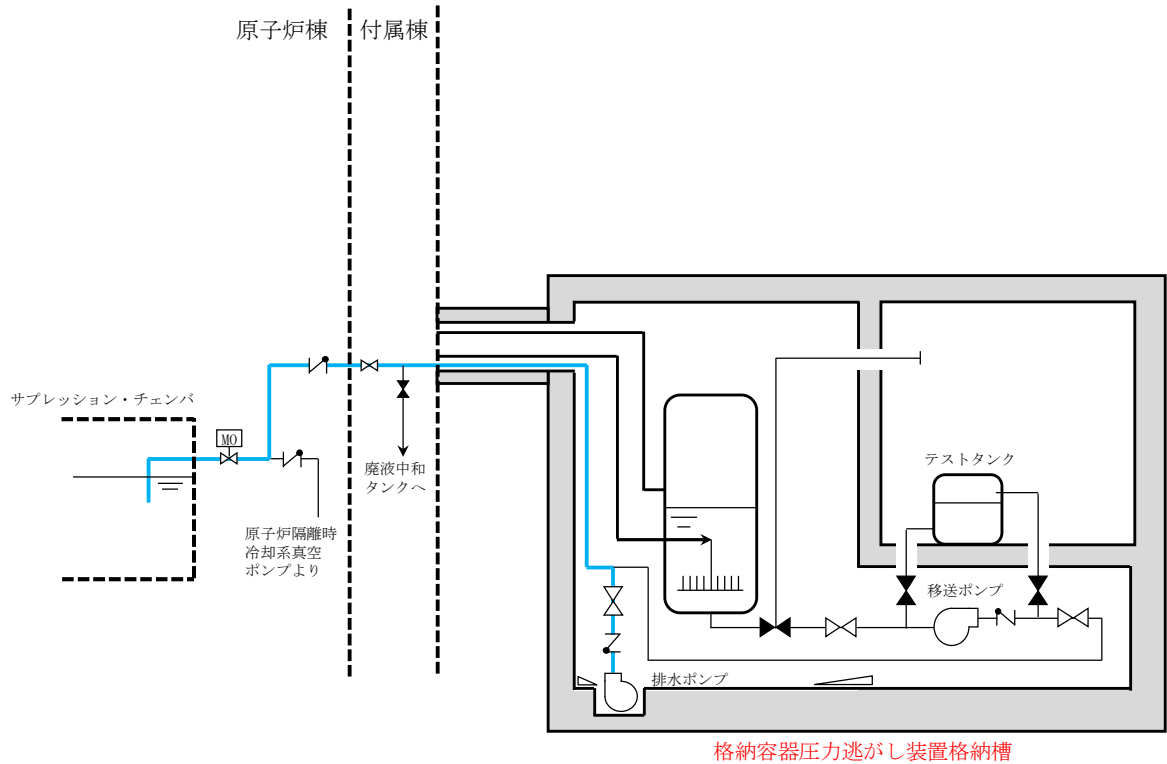 原子炉棟
付属棟
サプレッション・チェンバ
MO
廃液中和
タンクへ
原子炉隔離時
冷却系真空
ポンプより
テストタンク
移送ポンプ
排水ポンプ
格納容器圧力逃がし装置格納槽